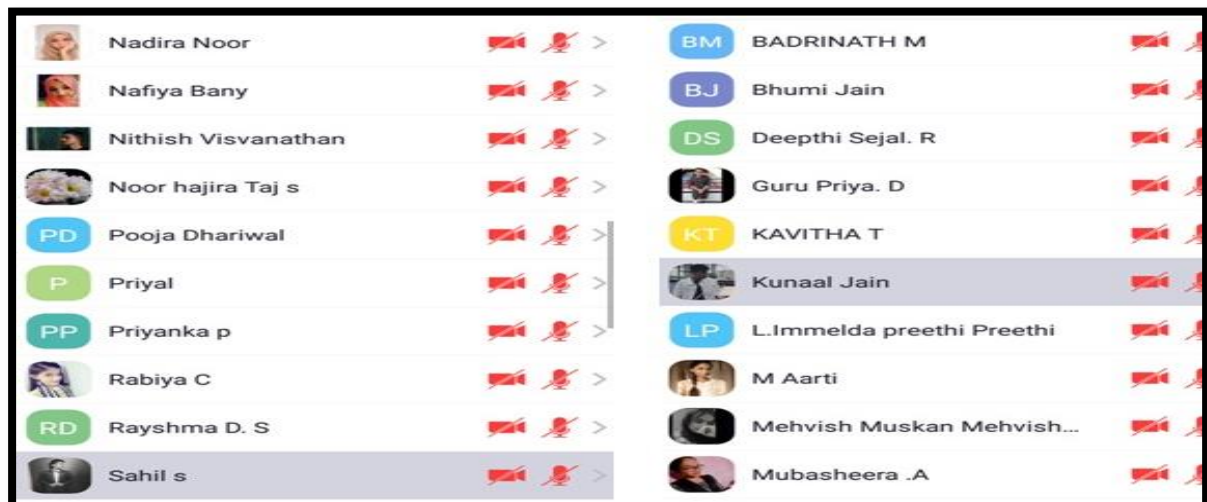 Nadira Noor
Nafiya Bany
Nithish Visvanathan
Noor hajira Taj s
PD Pooja Dhariwal
P Priyal
PP Priyanka p
Rabiya C
RD Rayshma D. S
Sahil s
BM BADRINATH M
BJ Bhumi Jain
DS Deepthi Sejal. R
Guru Priya. D
KT KAVITHA T
Kunaal Jain
LP L.Immelda preethi Preethi
M Aarti
Mehvish Muskan Mehvish...
Mubasheera .A